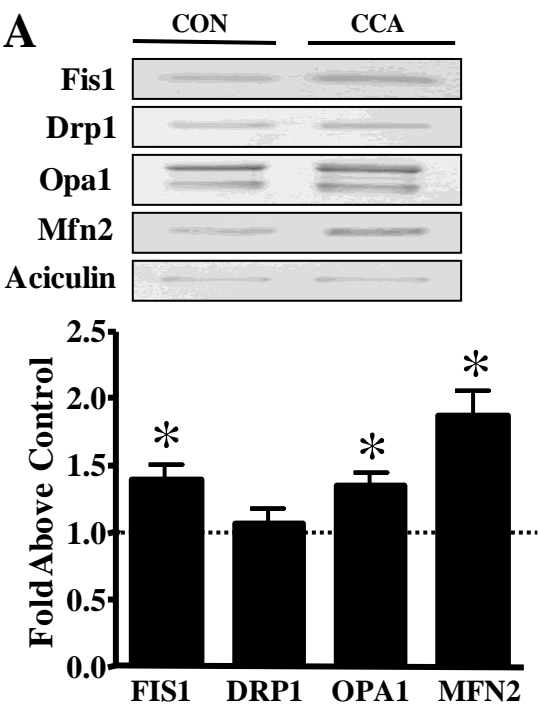 A
CON CCA
Fis1
Drp1
Opa1
Mfn2
Aciculin
Fold Above Control
2.5
2.0
1.5
1.0
0.5
0.0
* * *
FIS1 DRP1 OPA1 MFN2